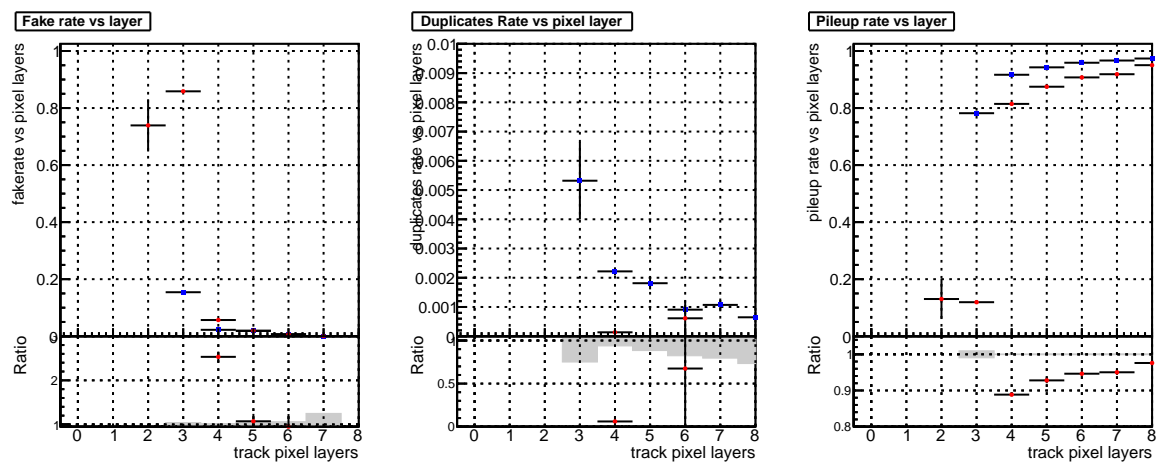 Fake rate vs layer
fakerate vs pixel layers
1
0.8
0.6
0.4
0.2
0
Ratio
2
1
0 1 2 3 4 5 6 7 8
track pixel layers
Duplicates Rate vs pixel layer
duplicates rate vs pixel layers
0.01
0.009
0.008
0.007
0.006
0.005
0.004
0.003
0.002
0.001
Ratio
1
0.5
0
0 1 2 3 4 5 6 7 8
track pixel layers
Pileup rate vs layer
pileup rate vs pixel layers
1
0.8
0.6
0.4
0.2
0
Ratio
1
0.9
0.8
0 1 2 3 4 5 6 7 8
track pixel layers